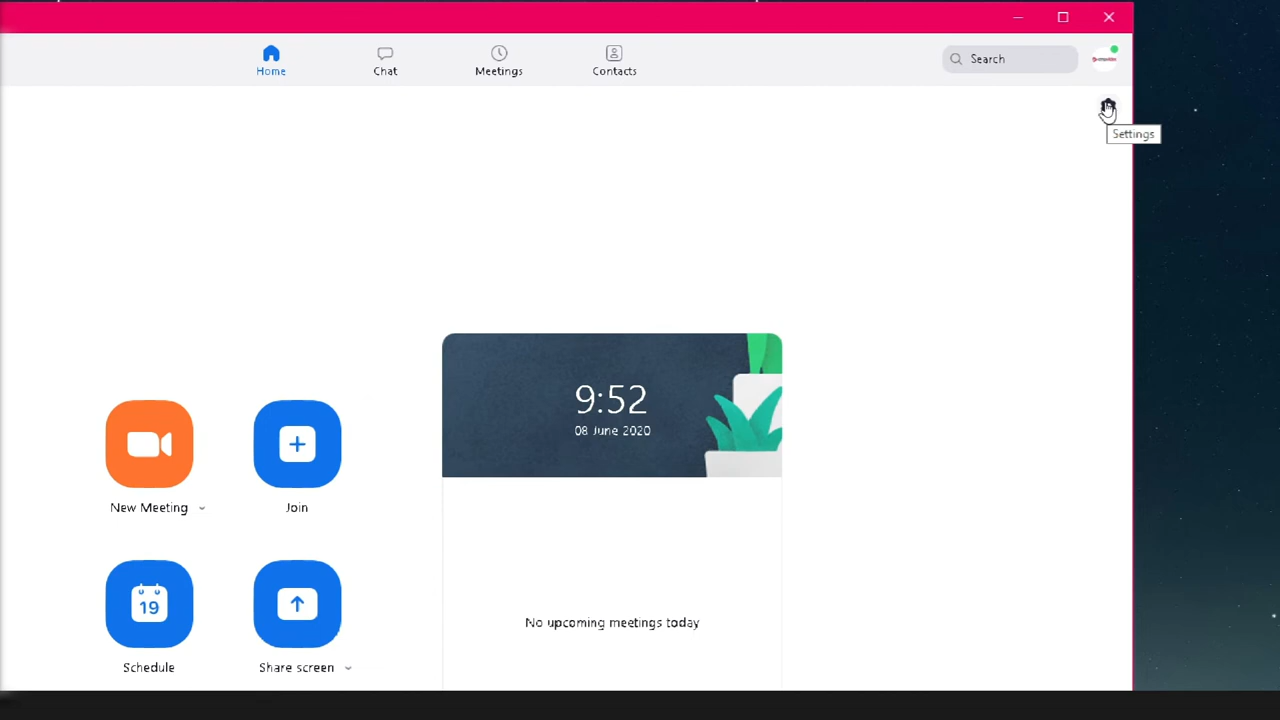 Home
Chat
Meetings
Contacts
Search
Settings
9:52
08 June 2020
New Meeting
Join
19
Schedule
Share screen
No upcoming meetings today